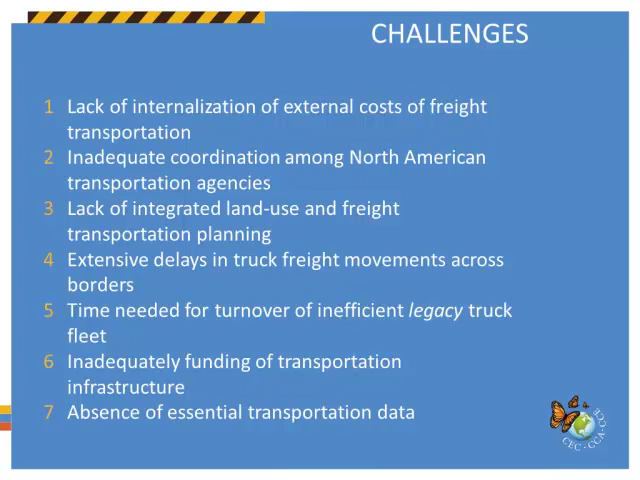 CHALLENGES
1 Lack of internalization of external costs of freight
transportation
2 Inadequate coordination among North American
transportation agencies
3 Lack of integrated land-use and freight
transportation planning
4 Extensive delays in truck freight movements across
borders
5 Time needed for turnover of inefficient legacy truck
fleet
6 Inadequately funding of transportation
infrastructure
7 Absence of essential transportation data
CEC · CCA · CCE